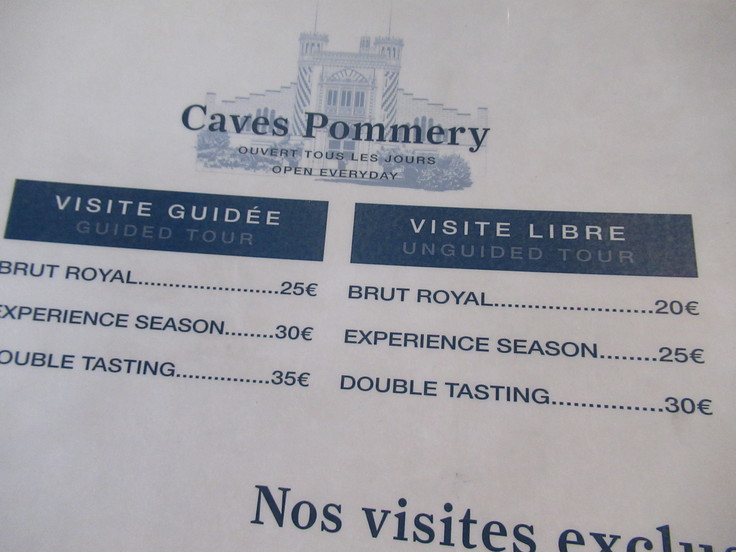 Caves Pommery
OUVERT TOUS LES JOURS
OPEN EVERYDAY
VISITE GUIDÉE
GUIDED TOUR
BRUT ROYAL........................25€
EXPERIENCE SEASON........30€
OUBLE TASTING................35€
VISITE LIBRE
UNGUIDED TOUR
BRUT ROYAL..........................20€
EXPERIENCE SEASON........25€
DOUBLE TASTING................30€
Nos visites exclus